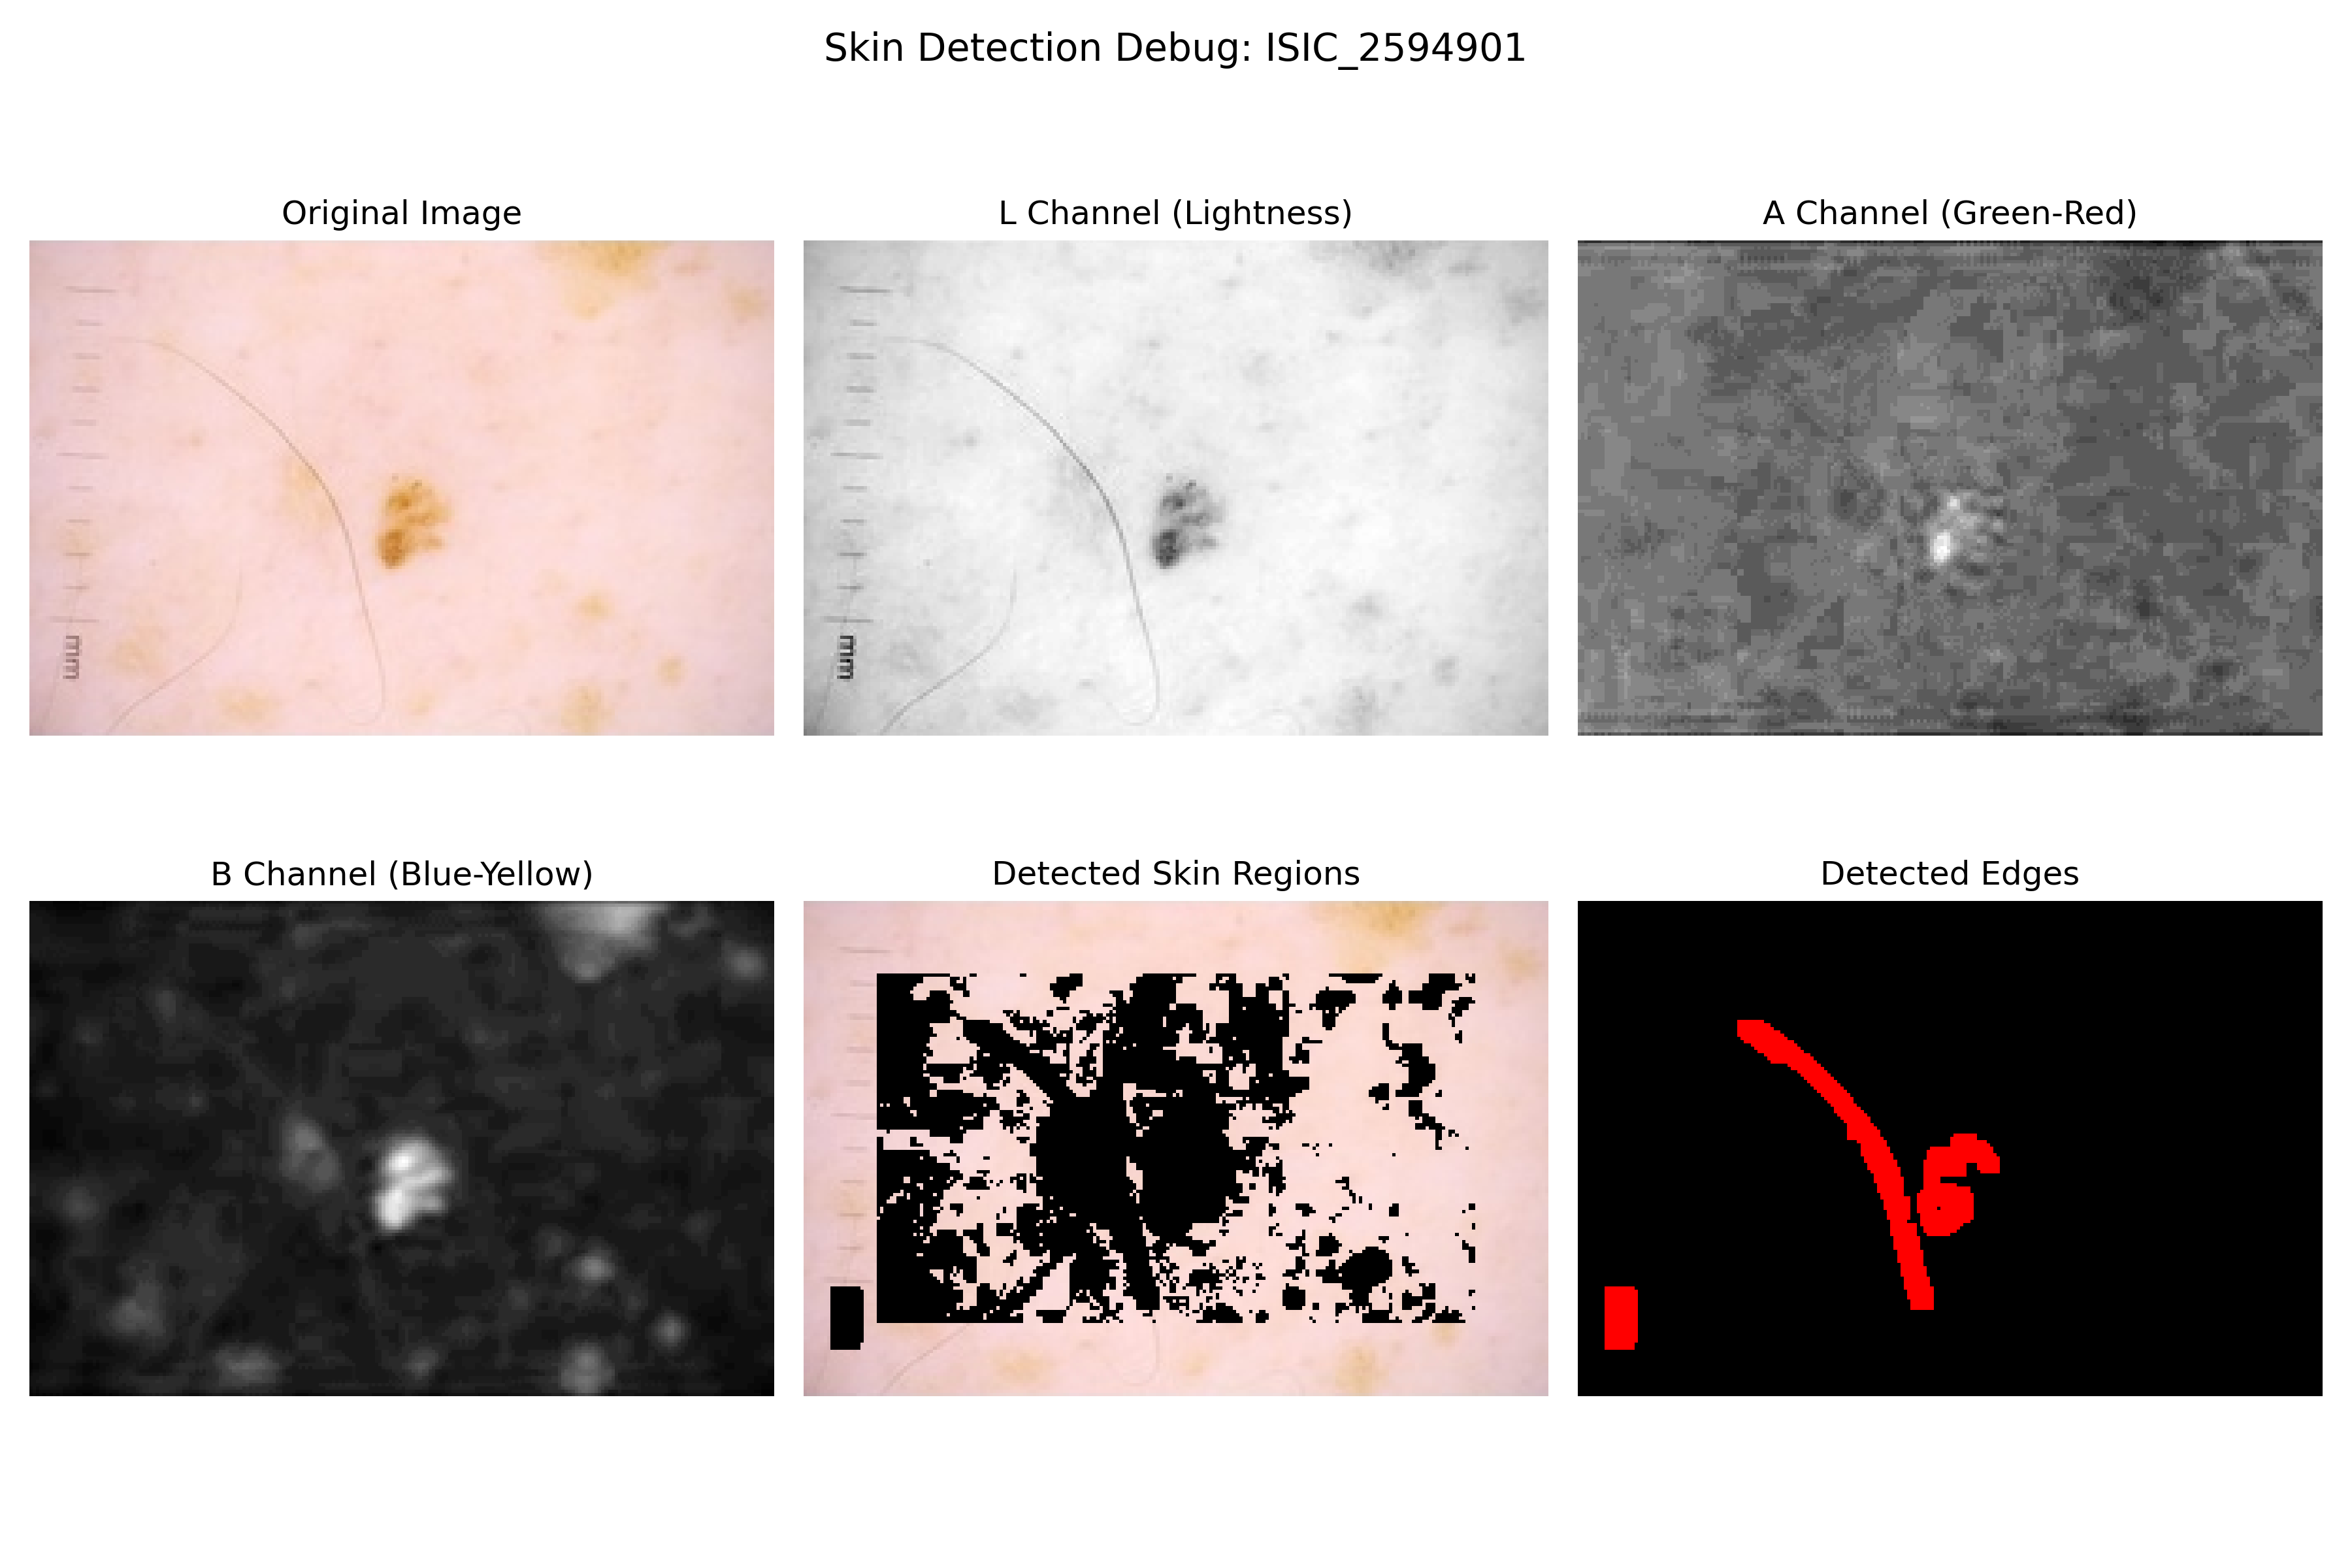 Skin Detection Debug: ISIC_2594901
Original Image
L Channel (Lightness)
A Channel (Green-Red)
mm
mm
B Channel (Blue-Yellow)
Detected Skin Regions
Detected Edges